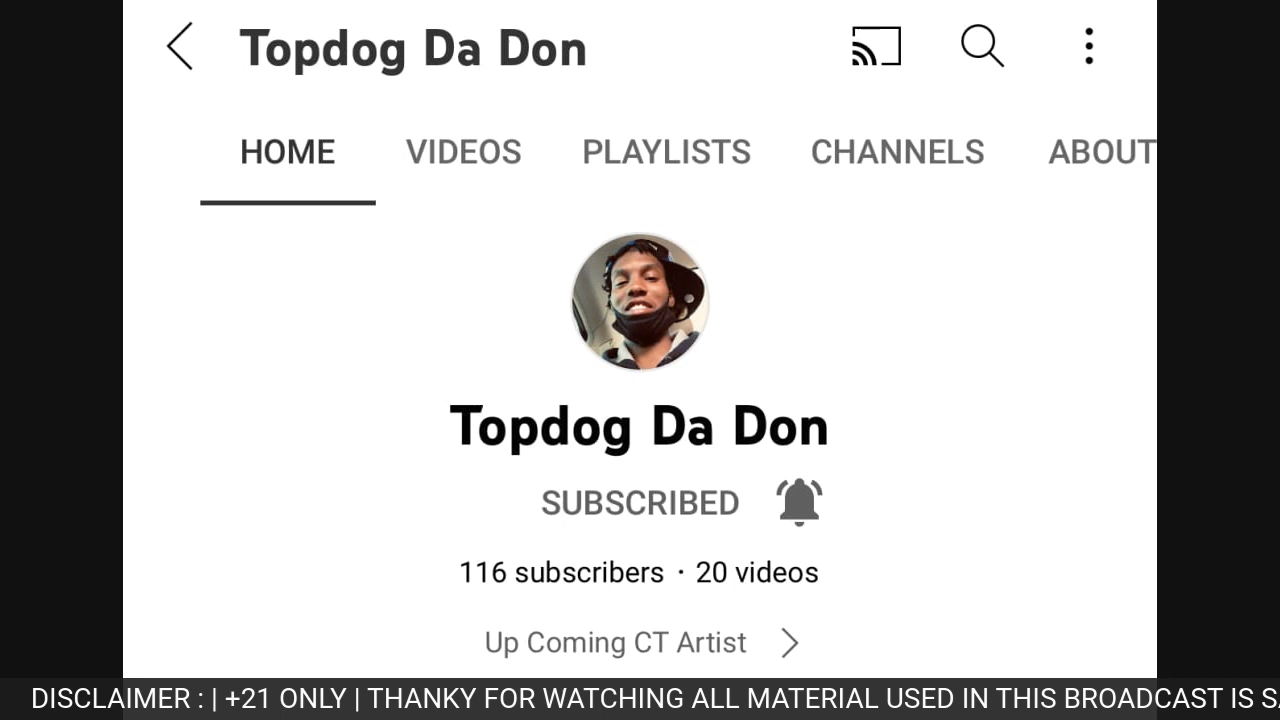 Topdog Da Don
HOME VIDEOS PLAYLISTS CHANNELS ABOUT
Topdog Da Don
SUBSCRIBED
116 subscribers · 20 videos
Up Coming CT Artist
DISCLAIMER : | +21 ONLY | THANKY FOR WATCHING ALL MATERIAL USED IN THIS BROADCAST IS